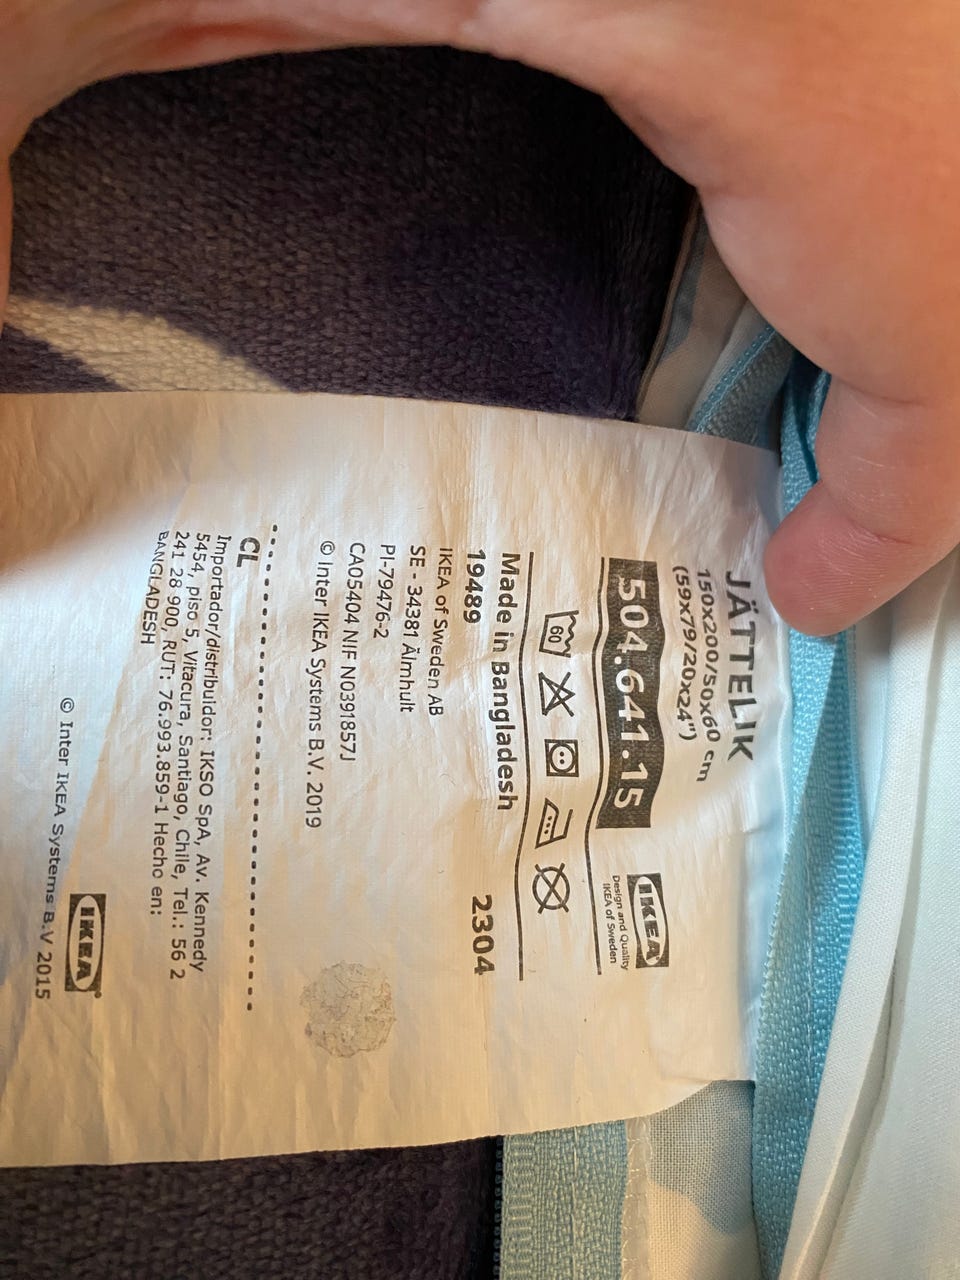 JÄTTELIK
150x200/50x60 cm
(59x79/20x24")
504.641.15
IKEA
Design and Quality
IKEA of Sweden
60
Made in Bangladesh
19489 2304
IKEA of Sweden AB
SE - 34381 Älmhult
PI-79476-2
CA05404 NIF N0391857J
© Inter IKEA Systems B.V. 2019
CL
Importador/distribuidor: IKSO SpA, Av. Kennedy
5454, piso 5, Vitacura, Santiago, Chile, Tel.: 56 2
241 28 900, RUT: 76.993.859-1 Hecho en:
BANGLADESH
IKEA®
© Inter IKEA Systems B.V 2015